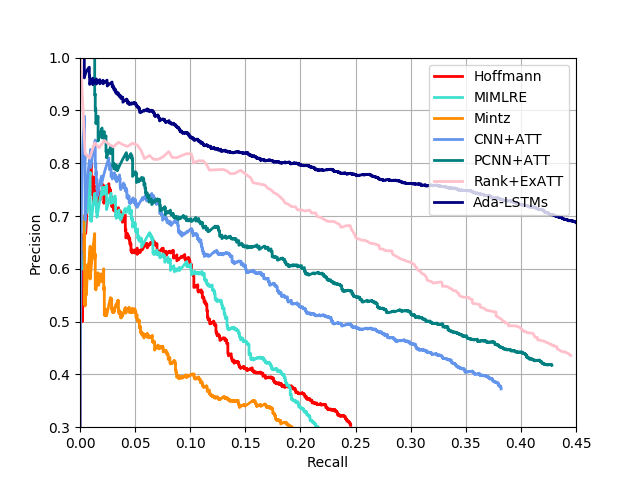 1.0
0.9
0.8
0.7
0.6
0.5
0.4
0.3
Precision
0.00 0.05 0.10 0.15 0.20 0.25 0.30 0.35 0.40 0.45
Recall
Hoffmann
MIMLRE
Mintz
CNN+ATT
PCNN+ATT
Rank+ExATT
Ada-LSTMs